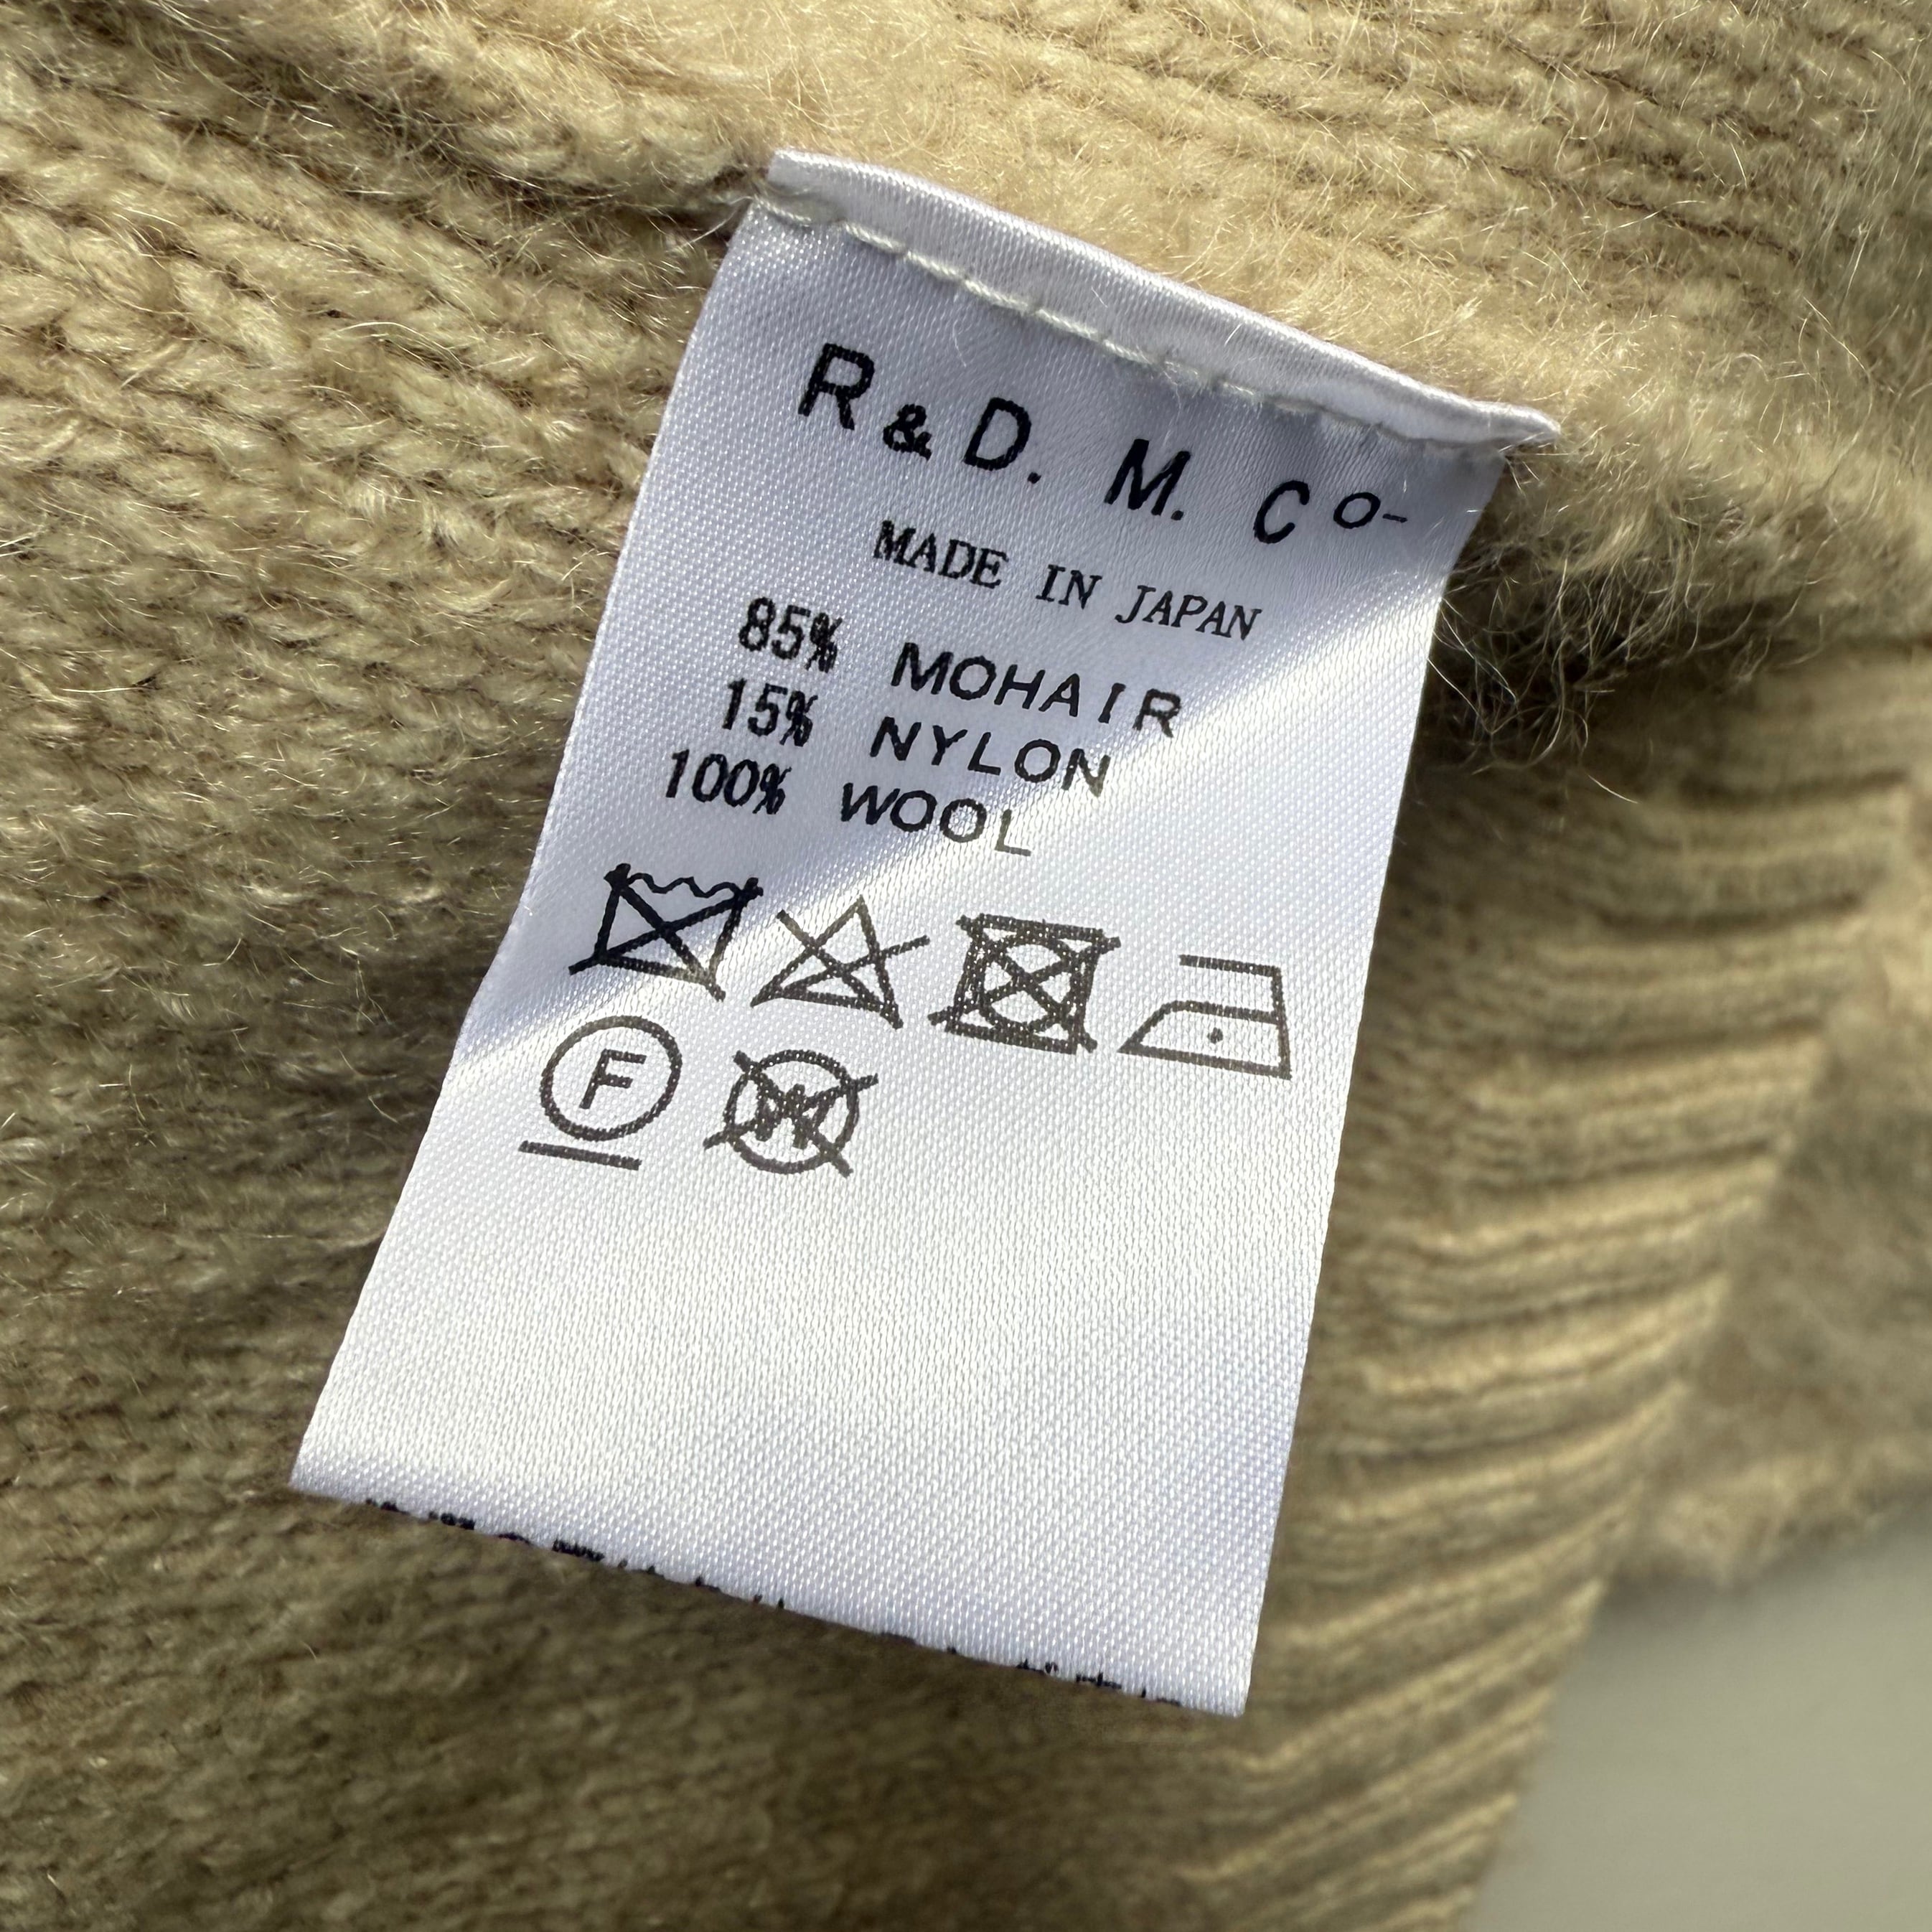 R & D. M. Co-
MADE IN JAPAN
85% MOHAIR
15% NYLON
100% WOOL
F
W